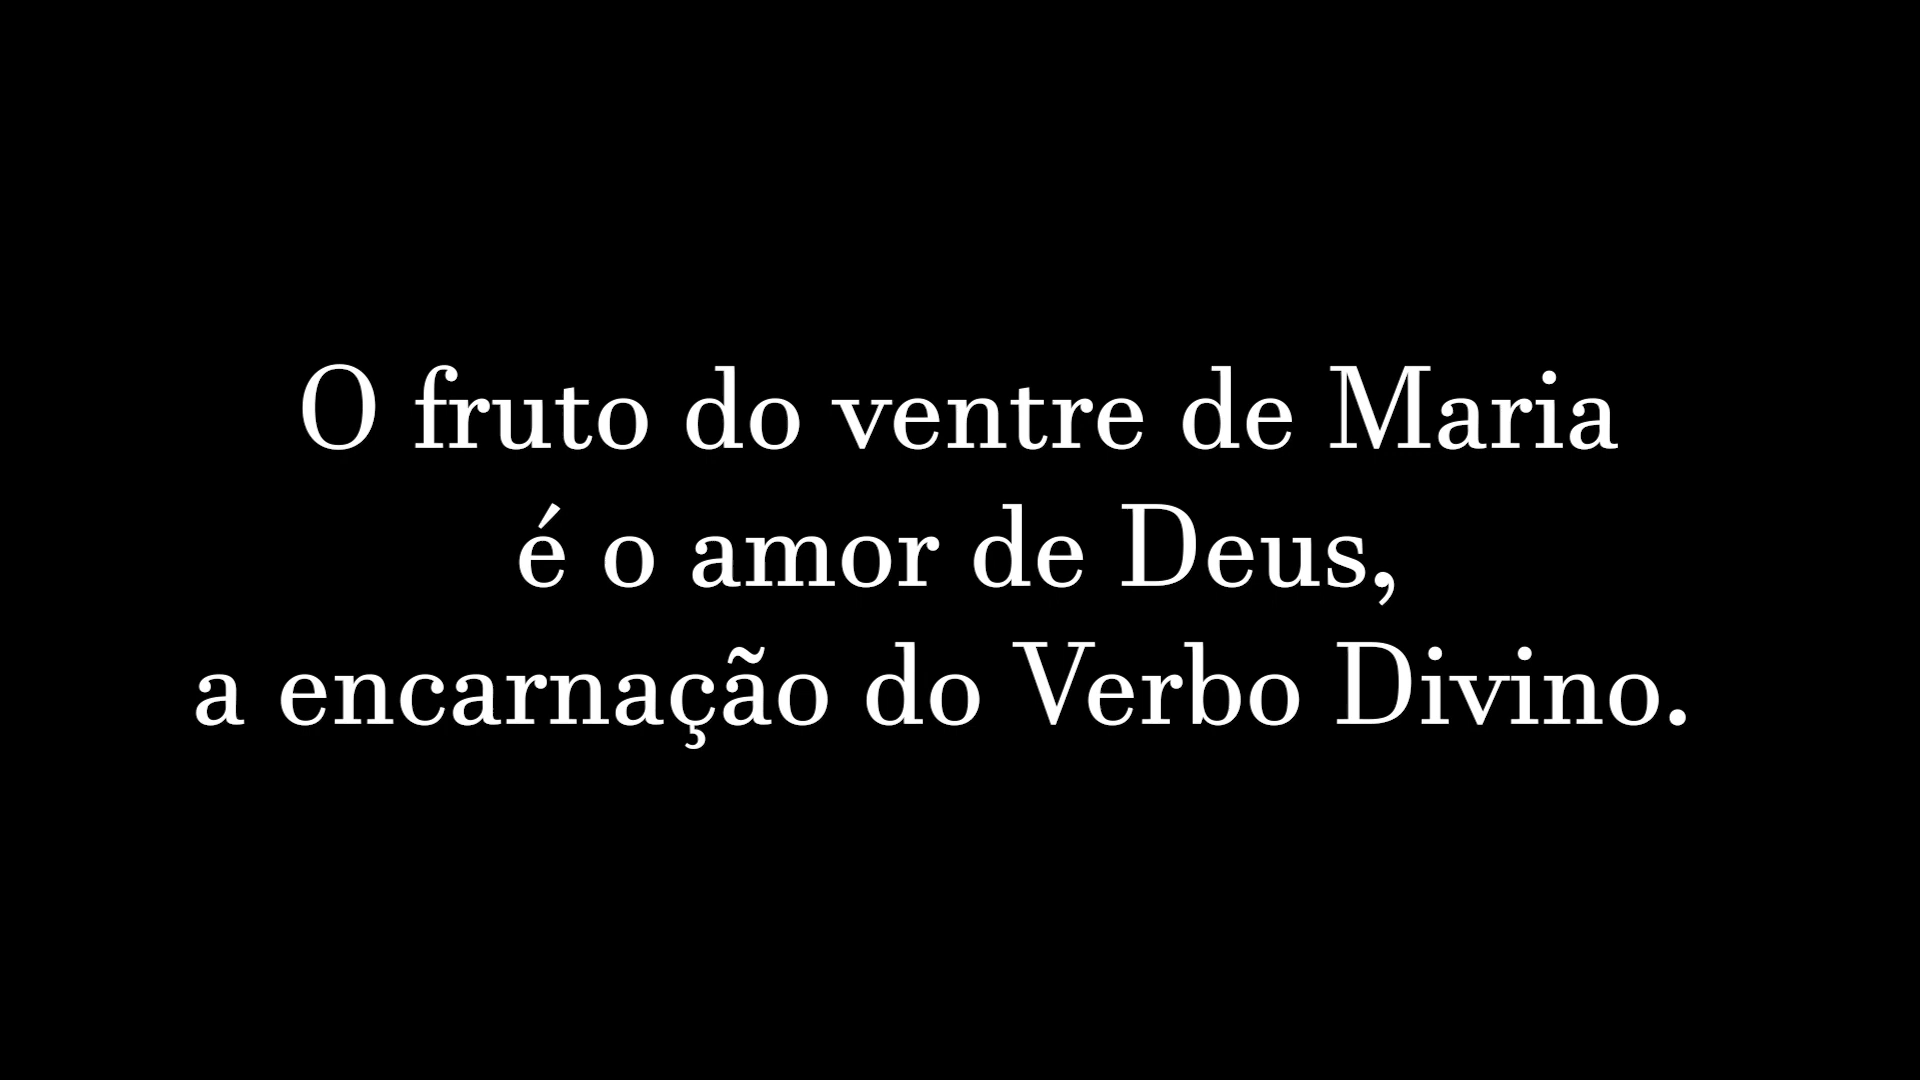 O fruto do ventre de Maria
é o amor de Deus,
a encarnação do Verbo Divino.